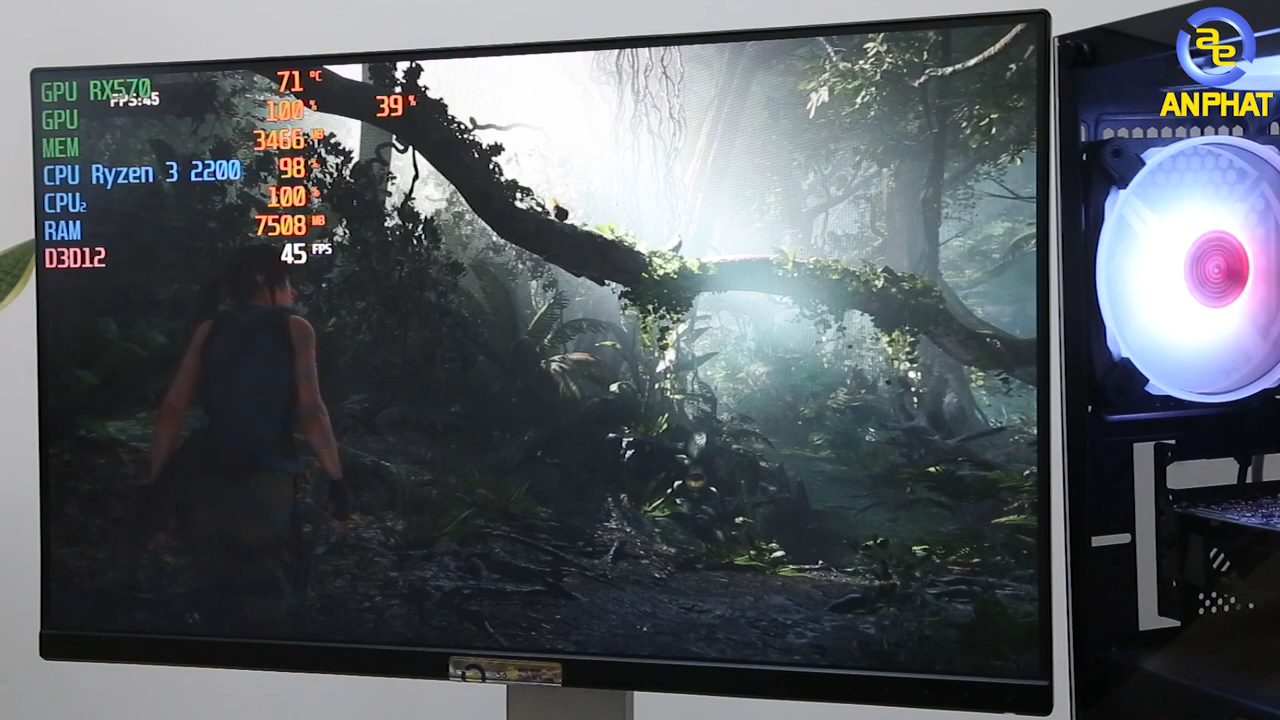 GPU RX570 71 °C
FPS:45
GPU 100 % 39 %
MEM 3466 MB
CPU Ryzen 3 2200 98 %
CPU2 100 %
RAM 7508 MB
D3D12 45 FPS
ae
ANPHAT